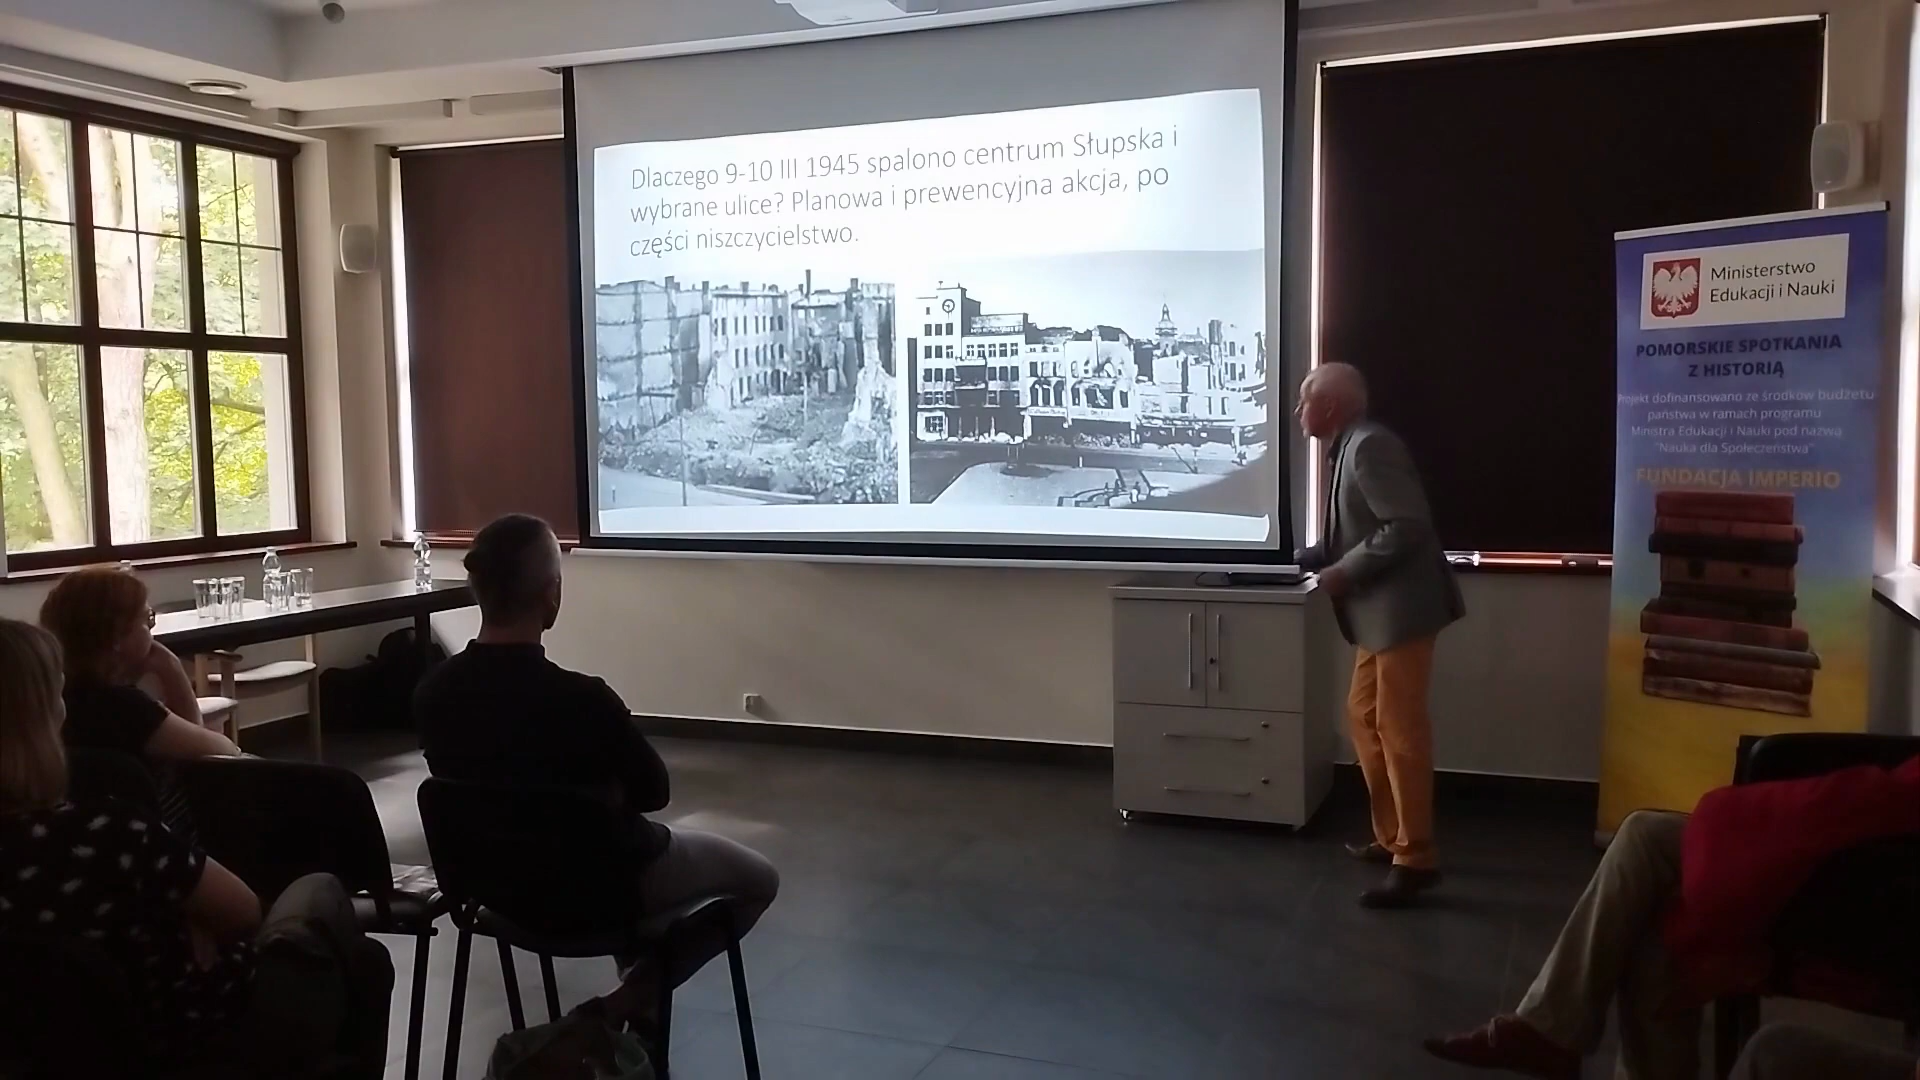 Dlaczego 9-10 III 1945 spalono centrum Słupska i
wybrane ulice? Planowa i prewencyjna akcja, po
części niszczycielstwo.
Ministerstwo
Edukacji i Nauki
POMORSKIE SPOTKANIA
Z HISTORIĄ
Projekt dofinansowano ze środków budżetu
państwa w ramach programu
Ministra Edukacji i Nauki pod nazwą
"Nauka dla Społeczeństwa"
FUNDACJA IMPERIO